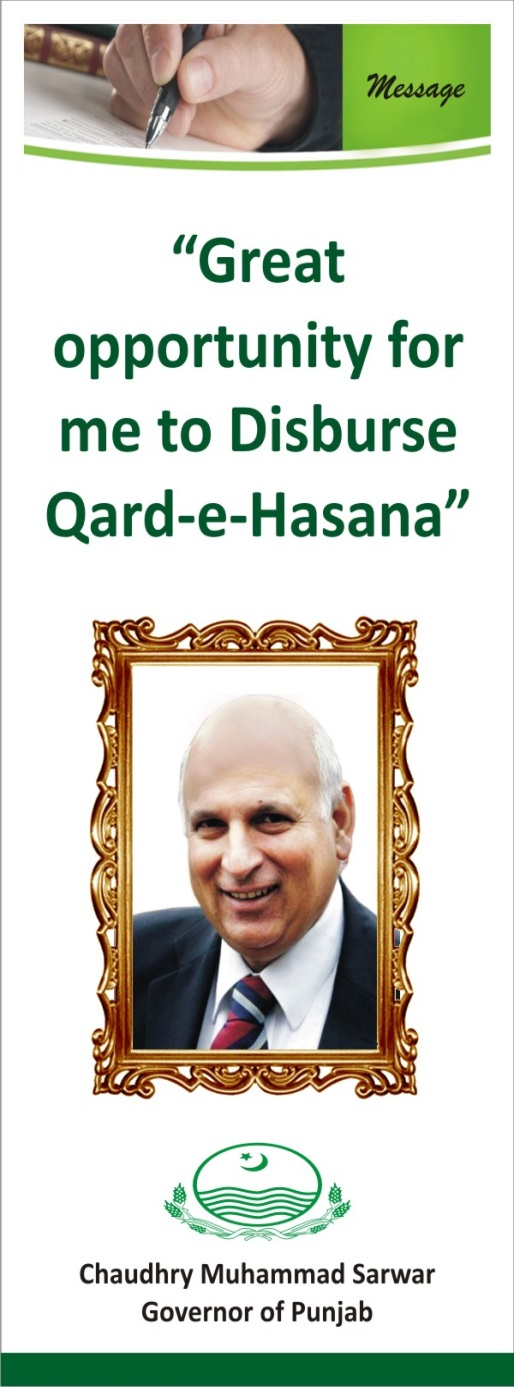 Message
“Great
opportunity for
me to Disburse
Qard-e-Hasana”
Chaudhry Muhammad Sarwar
Governor of Punjab